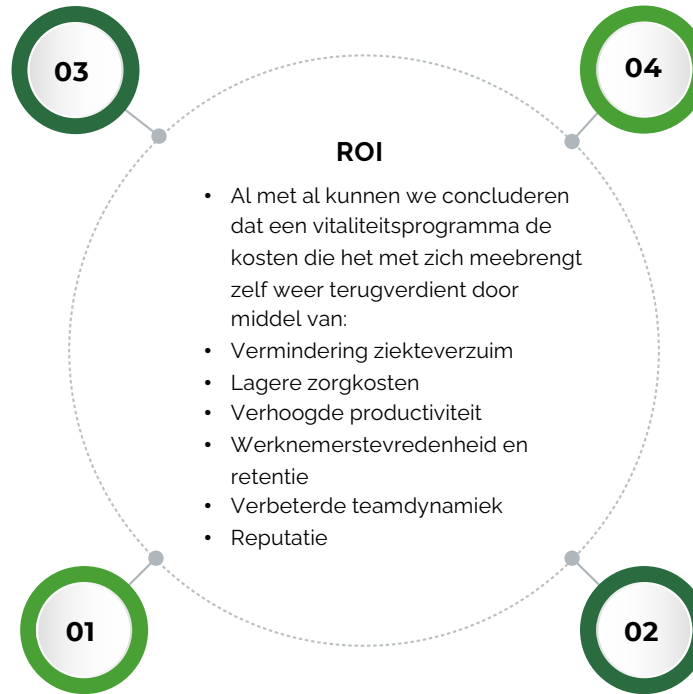 03
04
ROI
• Al met al kunnen we concluderen
dat een vitaliteitsprogramma de
kosten die het met zich meebrengt
zelf weer terugverdient door
middel van:
• Vermindering ziekteverzuim
• Lagere zorgkosten
• Verhoogde productiviteit
• Werknemerstevredenheid en
retentie
• Verbeterde teamdynamiek
• Reputatie
01
02